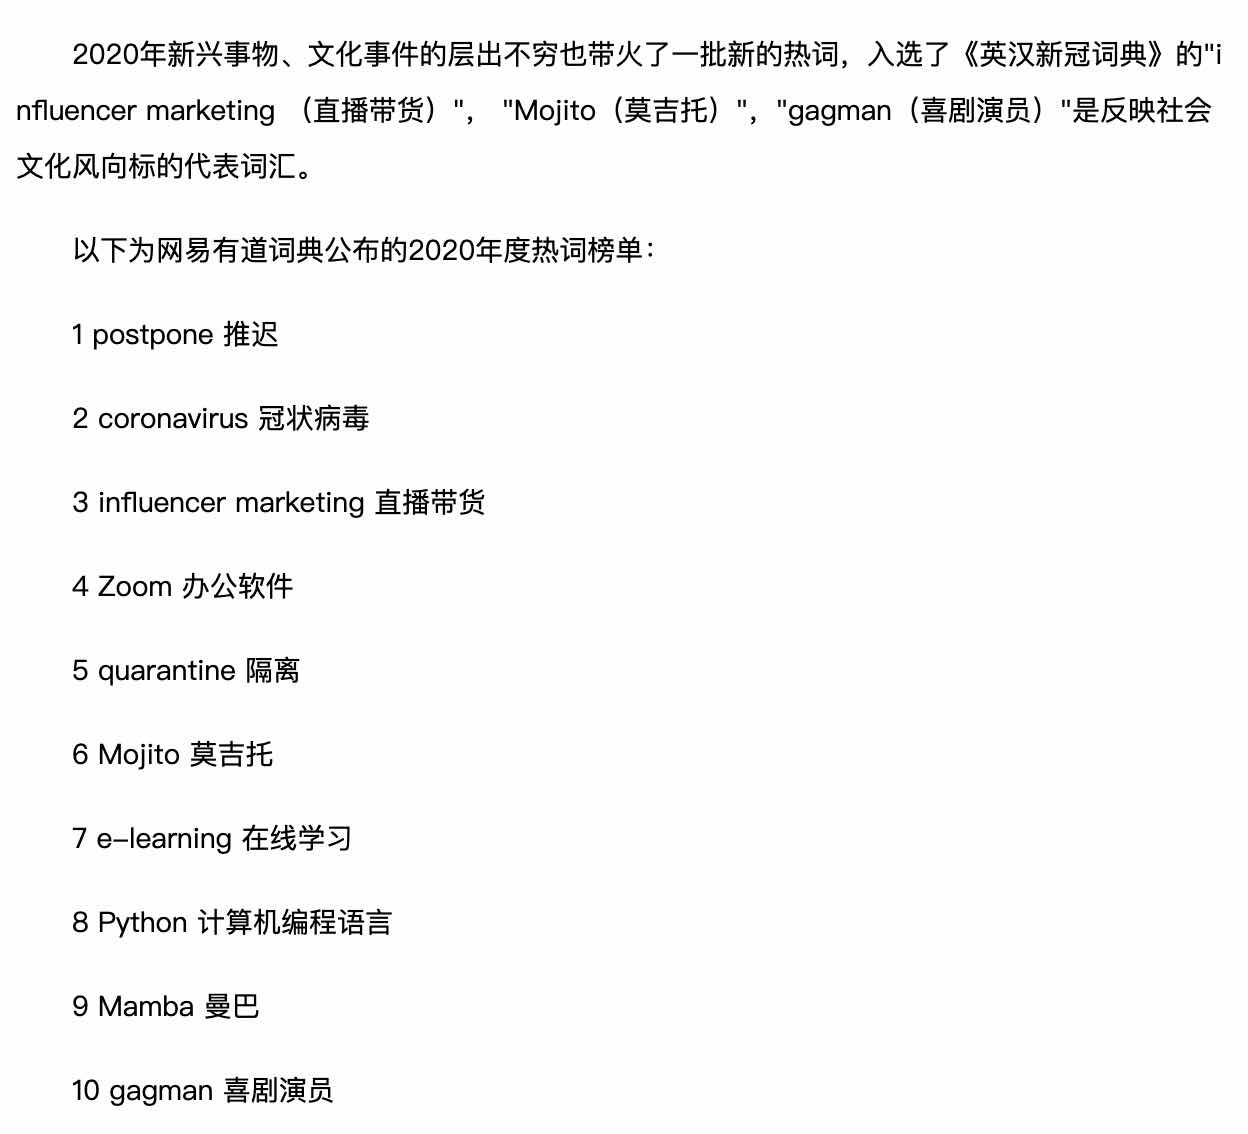 2020年新兴事物、文化事件的层出不穷也带火了一批新的热词，入选了《英汉新冠词典》的"i
nfluencer marketing （直播带货）"， "Mojito（莫吉托）"，"gagman（喜剧演员）"是反映社会
文化风向标的代表词汇。
以下为网易有道词典公布的2020年度热词榜单：
1 postpone 推迟
2 coronavirus 冠状病毒
3 influencer marketing 直播带货
4 Zoom 办公软件
5 quarantine 隔离
6 Mojito 莫吉托
7 e-learning 在线学习
8 Python 计算机编程语言
9 Mamba 曼巴
10 gagman 喜剧演员